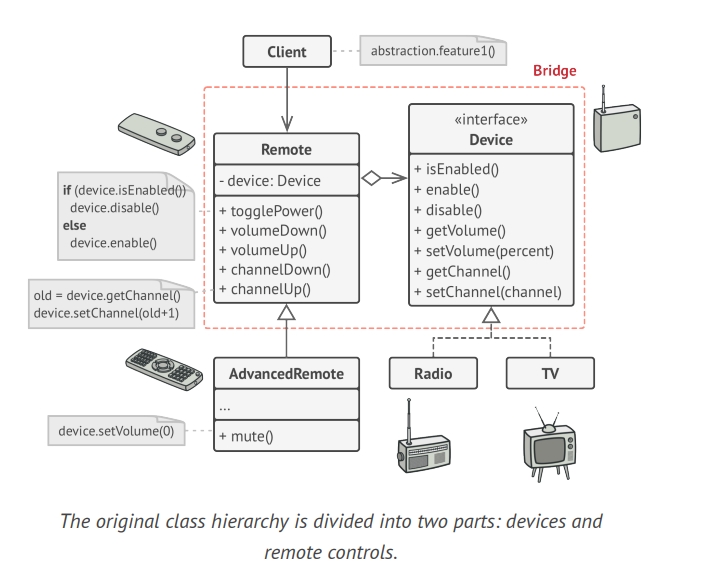 Client
abstraction.feature1()
Bridge
«interface»
Device
Remote
- device: Device
+ isEnabled()
+ enable()
+ disable()
+ getVolume()
+ setVolume(percent)
+ getChannel()
+ setChannel(channel)
if (device.isEnabled())
device.disable()
else
device.enable()
+ togglePower()
+ volumeDown()
+ volumeUp()
+ channelDown()
+ channelUp()
old = device.getChannel()
device.setChannel(old+1)
AdvancedRemote
...
+ mute()
Radio
TV
device.setVolume(0)
The original class hierarchy is divided into two parts: devices and
remote controls.